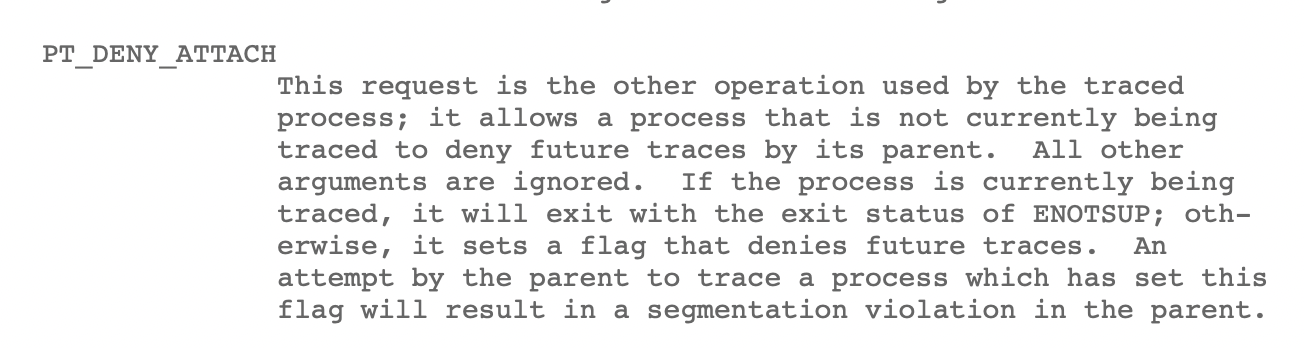 PT_DENY_ATTACH
This request is the other operation used by the traced
process; it allows a process that is not currently being
traced to deny future traces by its parent.  All other
arguments are ignored.  If the process is currently being
traced, it will exit with the exit status of ENOTSUP; oth-
erwise, it sets a flag that denies future traces.  An
attempt by the parent to trace a process which has set this
flag will result in a segmentation violation in the parent.